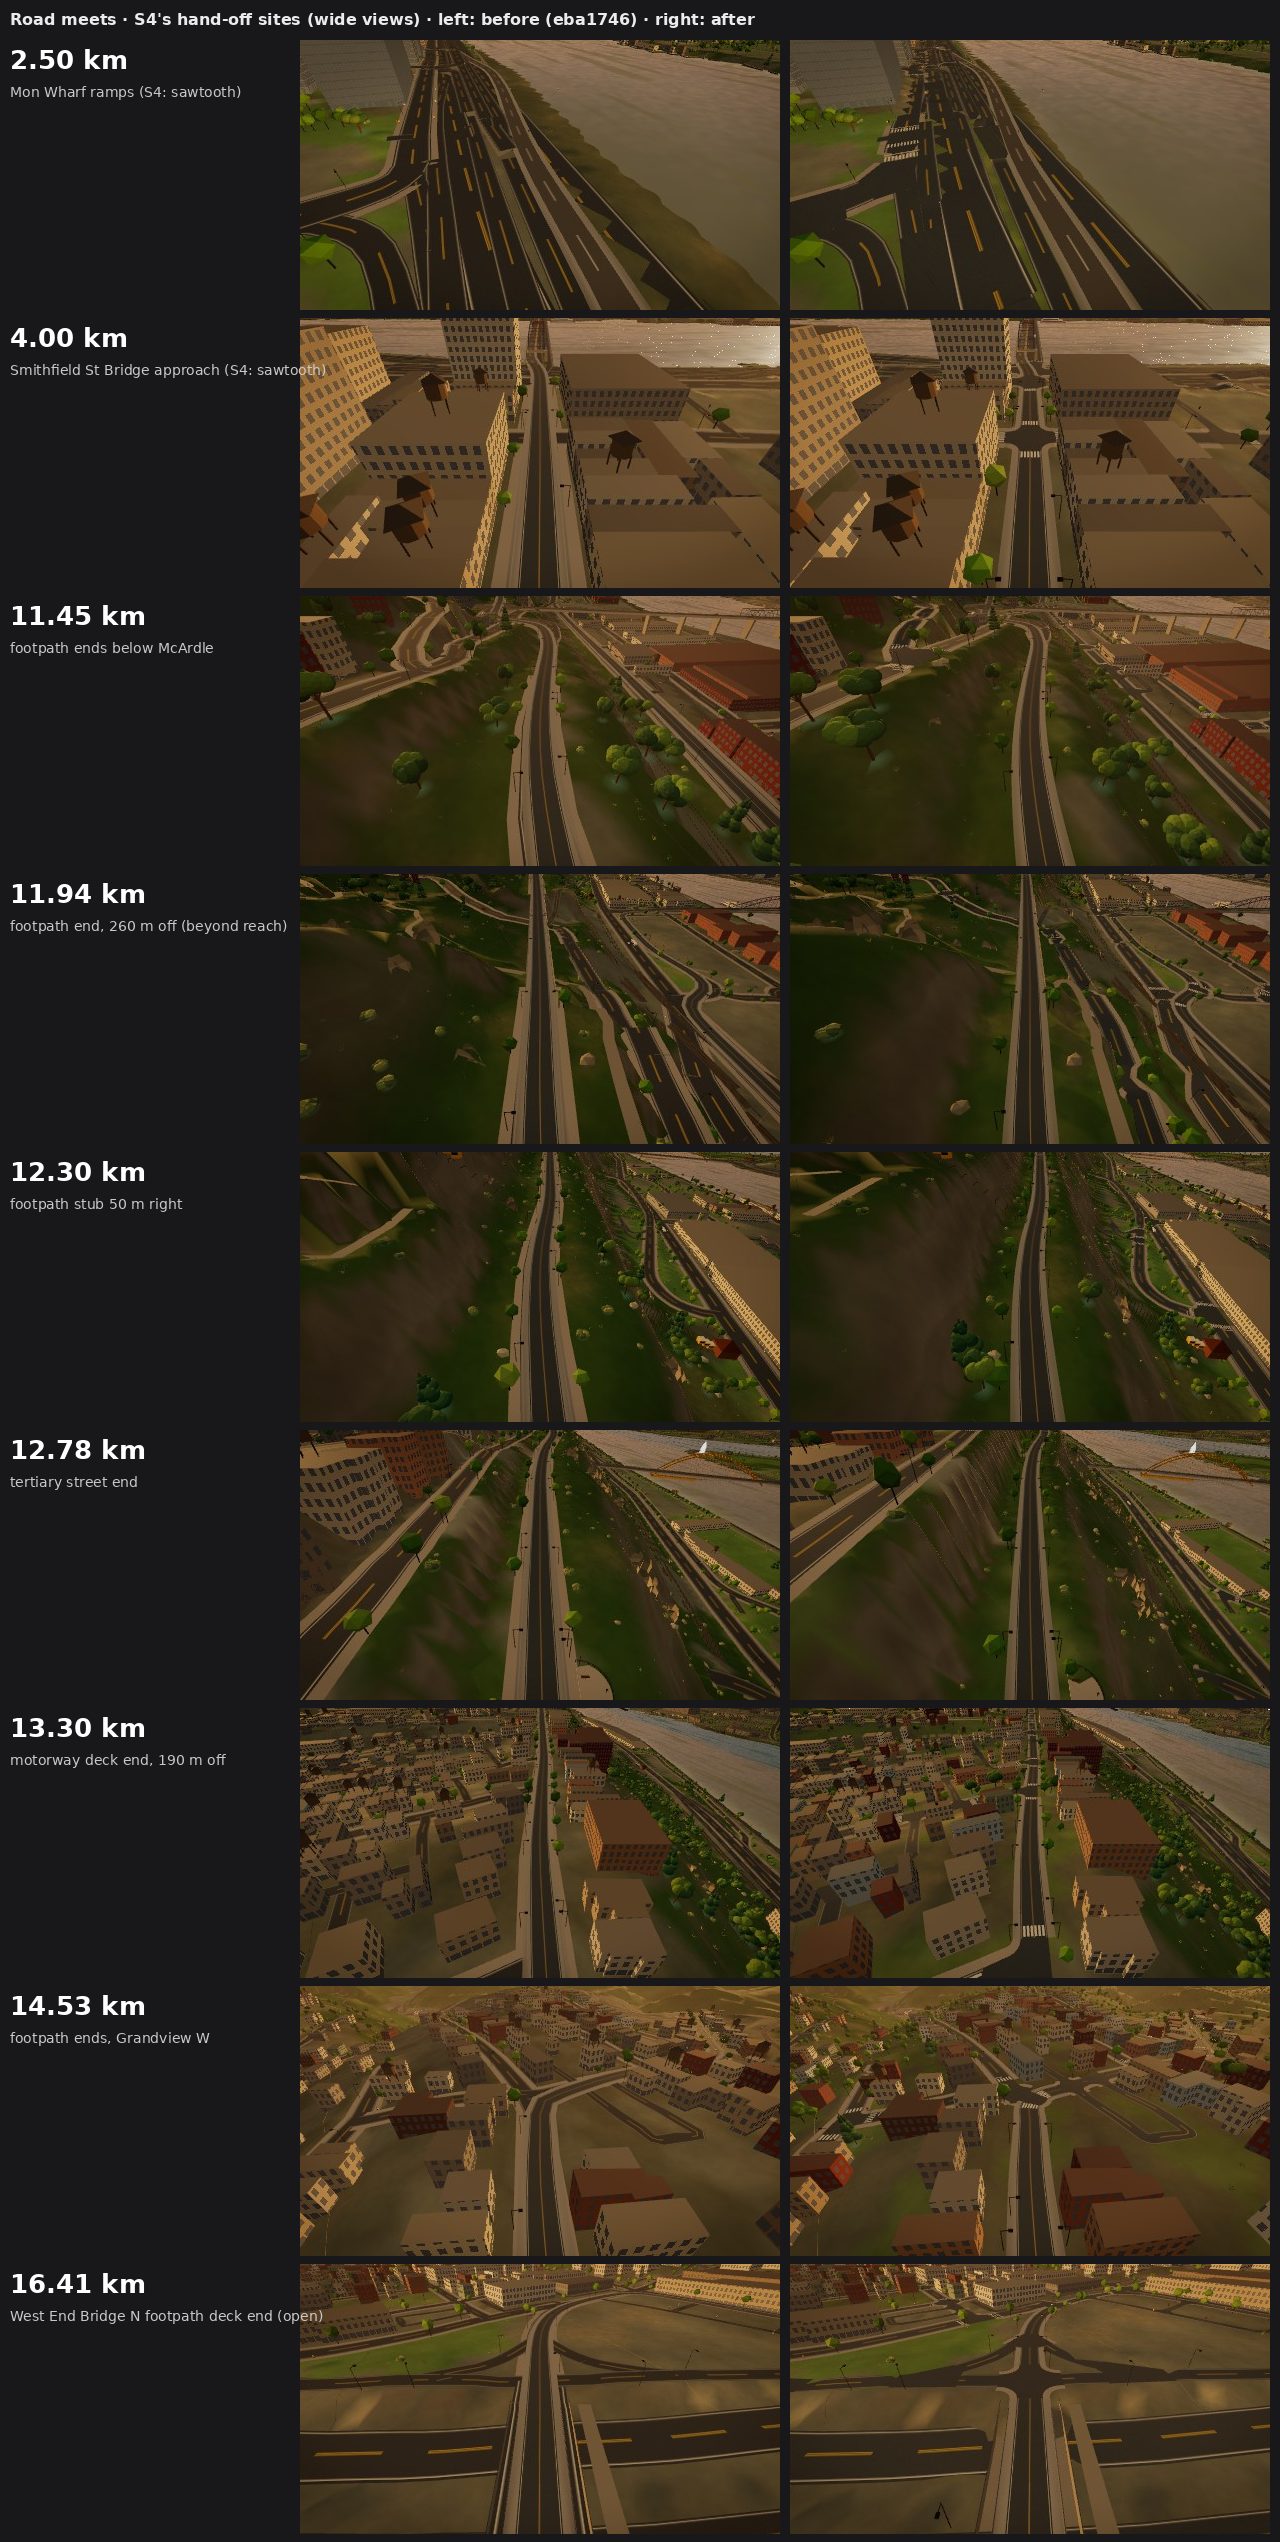 Road meets · S4's hand-off sites (wide views) · left: before (eba1746) · right: after
2.50 km
Mon Wharf ramps (S4: sawtooth)
4.00 km
Smithfield St Bridge approach (S4: sawtooth)
11.45 km
footpath ends below McArdle
11.94 km
footpath end, 260 m off (beyond reach)
12.30 km
footpath stub 50 m right
12.78 km
tertiary street end
13.30 km
motorway deck end, 190 m off
14.53 km
footpath ends, Grandview W
16.41 km
West End Bridge N footpath deck end (open)